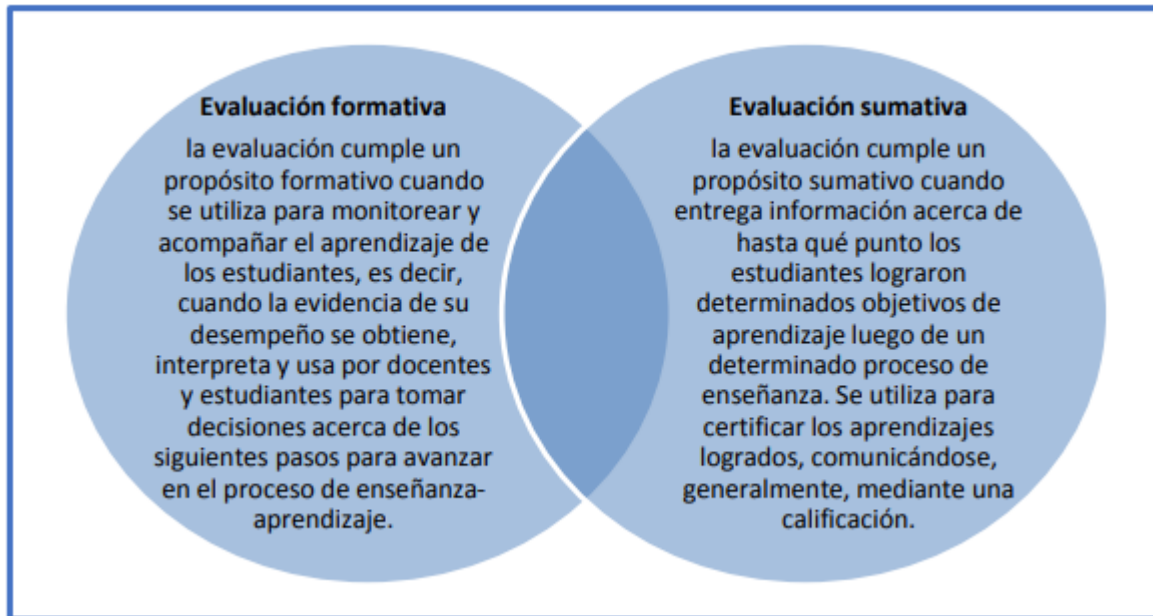 Evaluación formativa
la evaluación cumple un
propósito formativo cuando
se utiliza para monitorear y
acompañar el aprendizaje de
los estudiantes, es decir,
cuando la evidencia de su
desempeño se obtiene,
interpreta y usa por docentes
y estudiantes para tomar
decisiones acerca de los
siguientes pasos para avanzar
en el proceso de enseñanza-
aprendizaje.
Evaluación sumativa
la evaluación cumple un
propósito sumativo cuando
entrega información acerca de
hasta qué punto los
estudiantes lograron
determinados objetivos de
aprendizaje luego de un
determinado proceso de
enseñanza. Se utiliza para
certificar los aprendizajes
logrados, comunicándose,
generalmente, mediante una
calificación.